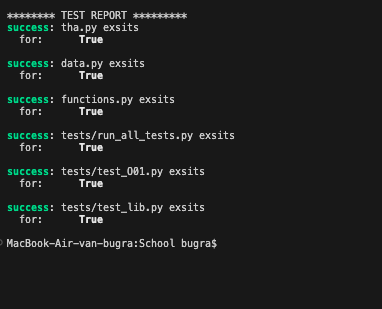 ******** TEST REPORT *********
success: tha.py exsits
for: True
success: data.py exsits
for: True
success: functions.py exsits
for: True
success: tests/run_all_tests.py exsits
for: True
success: tests/test_O01.py exsits
for: True
success: tests/test_lib.py exsits
for: True
MacBook-Air-van-bugra:School bugra$